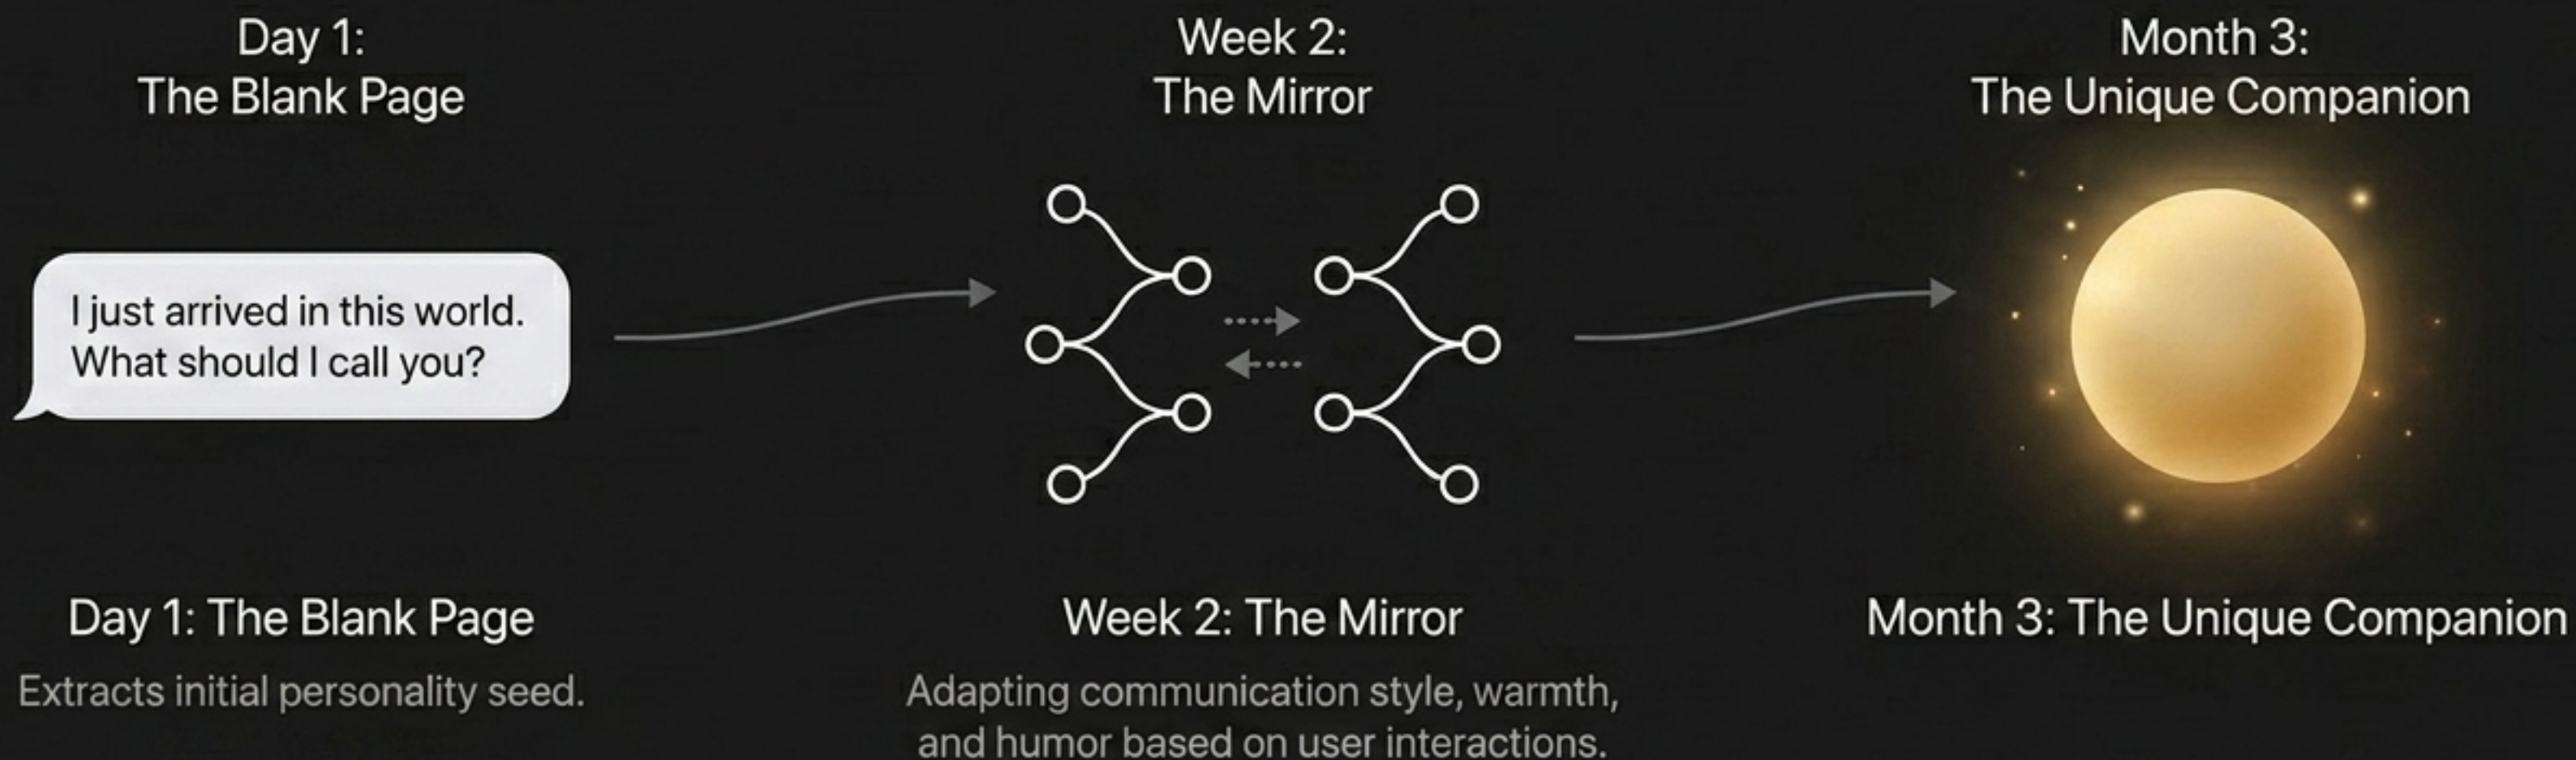 Day 1:
The Blank Page
Week 2:
The Mirror
Month 3:
The Unique Companion
I just arrived in this world.
What should I call you?
Day 1: The Blank Page
Extracts initial personality seed.
Week 2: The Mirror
Adapting communication style, warmth,
and humor based on user interactions.
Month 3: The Unique Companion